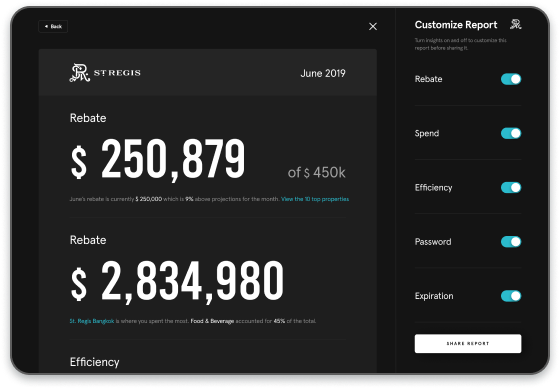 ◄ Back
ST REGIS
June 2019
Rebate
$ 250,879
of $ 450k
June's rebate is currently $ 250,000 which is 9% above projections for the month. View the 10 top properties
Rebate
$ 2,834,980
St. Regis Bangkok is where you spent the most. Food & Beverage accounted for 45% of the total.
Efficiency
Customize Report
Turn insights on and off to customize this
report before sharing it.
Rebate
Spend
Efficiency
Password
Expiration
SHARE REPORT